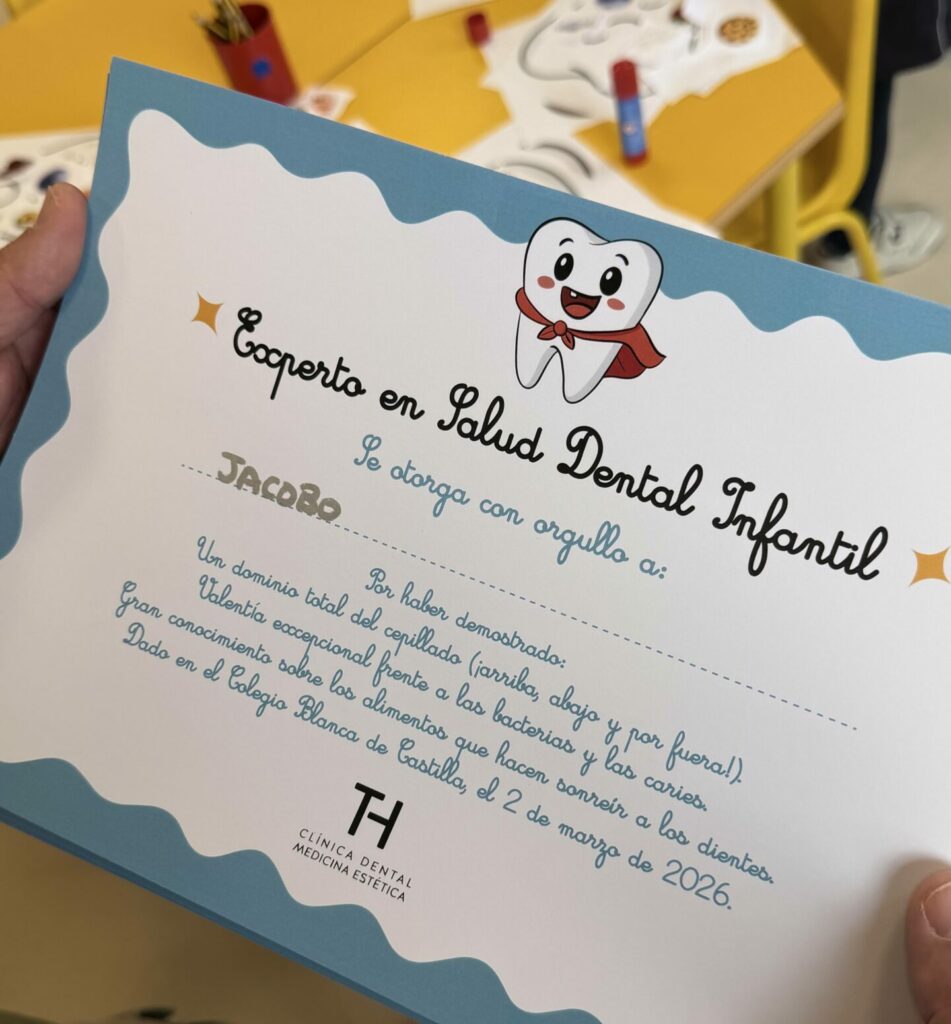 Experto en Salud Dental Infantil
Se otorga con orgullo a:
JACOBO
Por haber demostrado:
Un dominio total del cepillado (¡arriba, abajo y por fuera!).
Valentía excepcional frente a las bacterias y las caries.
Gran conocimiento sobre los alimentos que hacen sonreír a los dientes.
Dado en el Colegio Blanca de Castilla, el 2 de marzo de 2026.
TH
CLÍNICA DENTAL
MEDICINA ESTÉTICA